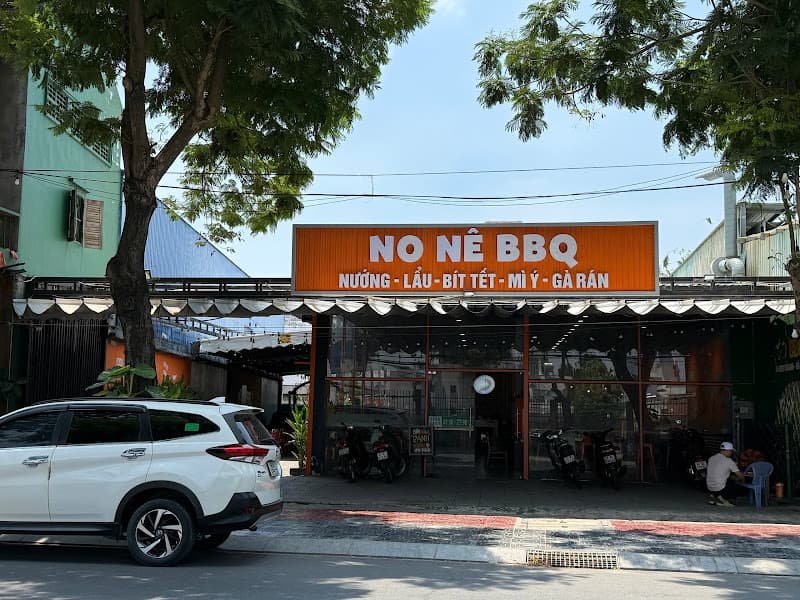 NO NÊ BBQ
NƯỚNG - LẨU - BÍT TẾT - MÌ Ý - GÀ RÁN